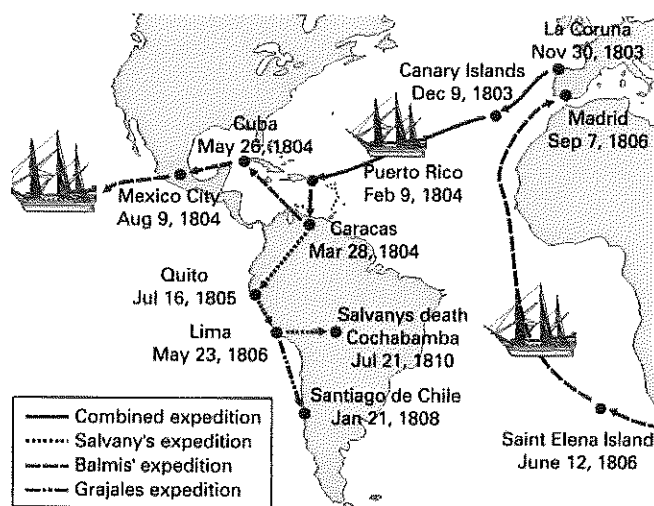 La Coruna
Nov 30, 1803
Canary Islands
Dec 9, 1803
Madrid
Sep 7, 1806
Cuba
May 26, 1804
Puerto Rico
Feb 9, 1804
Mexico City
Aug 9, 1804
Caracas
Mar 28, 1804
Quito
Jul 16, 1805
Salvanys death
Cochabamba
Jul 21, 1810
Lima
May 23, 1806
Santiago de Chile
Jan 21, 1808
Saint Elena Island
June 12, 1806
Combined expedition
Salvany's expedition
Balmis' expedition
Grajales expedition